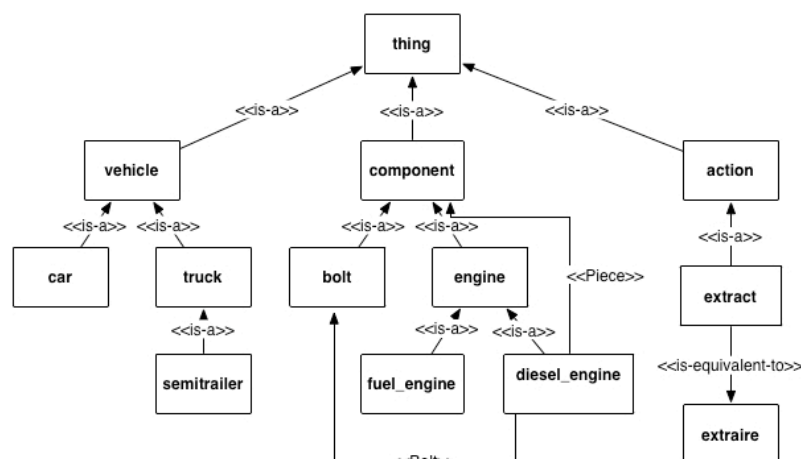 thing
<<is-a>> <<is-a>> <<is-a>>
vehicle component action
<<is-a>> <<is-a>> <<is-a>> <<is-a>> <<is-a>>
car truck bolt engine <<Piece>> extract
<<is-a>> <<is-a>> <<is-a>> <<is-equivalent-to>>
semitrailer fuel_engine diesel_engine
extraire